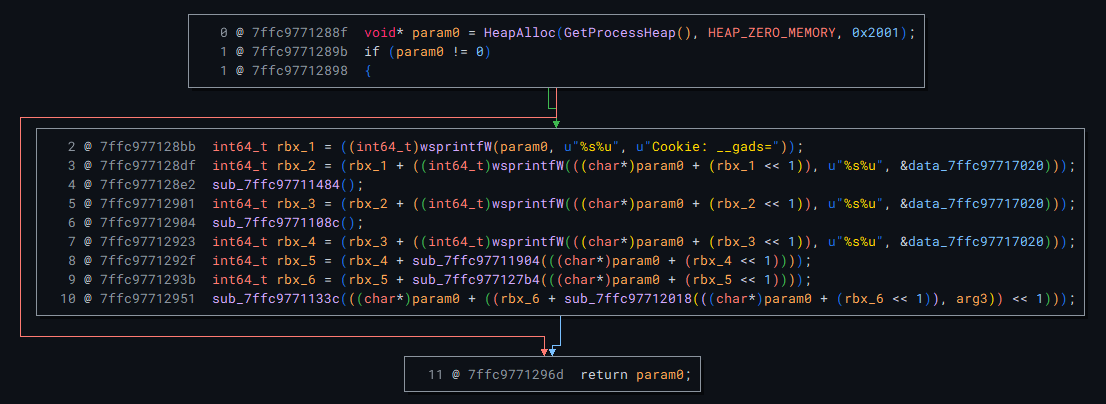 0 @ 7ffc9771288f  void* param0 = HeapAlloc(GetProcessHeap(), HEAP_ZERO_MEMORY, 0x2001);
1 @ 7ffc9771289b  if (param0 != 0)
1 @ 7ffc97712898  {
2 @ 7ffc977128bb  int64_t rbx_1 = ((int64_t)wsprintfW(param0, u"%s%u", u"Cookie: __gads="));
3 @ 7ffc977128df  int64_t rbx_2 = (rbx_1 + ((int64_t)wsprintfW(((char*)param0 + (rbx_1 << 1)), u"%s%u", &data_7ffc97717020)));
4 @ 7ffc977128e2  sub_7ffc97711484();
5 @ 7ffc97712901  int64_t rbx_3 = (rbx_2 + ((int64_t)wsprintfW(((char*)param0 + (rbx_2 << 1)), u"%s%u", &data_7ffc97717020)));
6 @ 7ffc97712904  sub_7ffc9771108c();
7 @ 7ffc97712923  int64_t rbx_4 = (rbx_3 + ((int64_t)wsprintfW(((char*)param0 + (rbx_3 << 1)), u"%s%u", &data_7ffc97717020)));
8 @ 7ffc9771292f  int64_t rbx_5 = (rbx_4 + sub_7ffc97711904(((char*)param0 + (rbx_4 << 1))));
9 @ 7ffc9771293b  int64_t rbx_6 = (rbx_5 + sub_7ffc977127b4(((char*)param0 + (rbx_5 << 1))));
10 @ 7ffc97712951  sub_7ffc9771133c(((char*)param0 + ((rbx_6 + sub_7ffc97712018(((char*)param0 + (rbx_6 << 1)), arg3)) << 1)));
11 @ 7ffc9771296d  return param0;